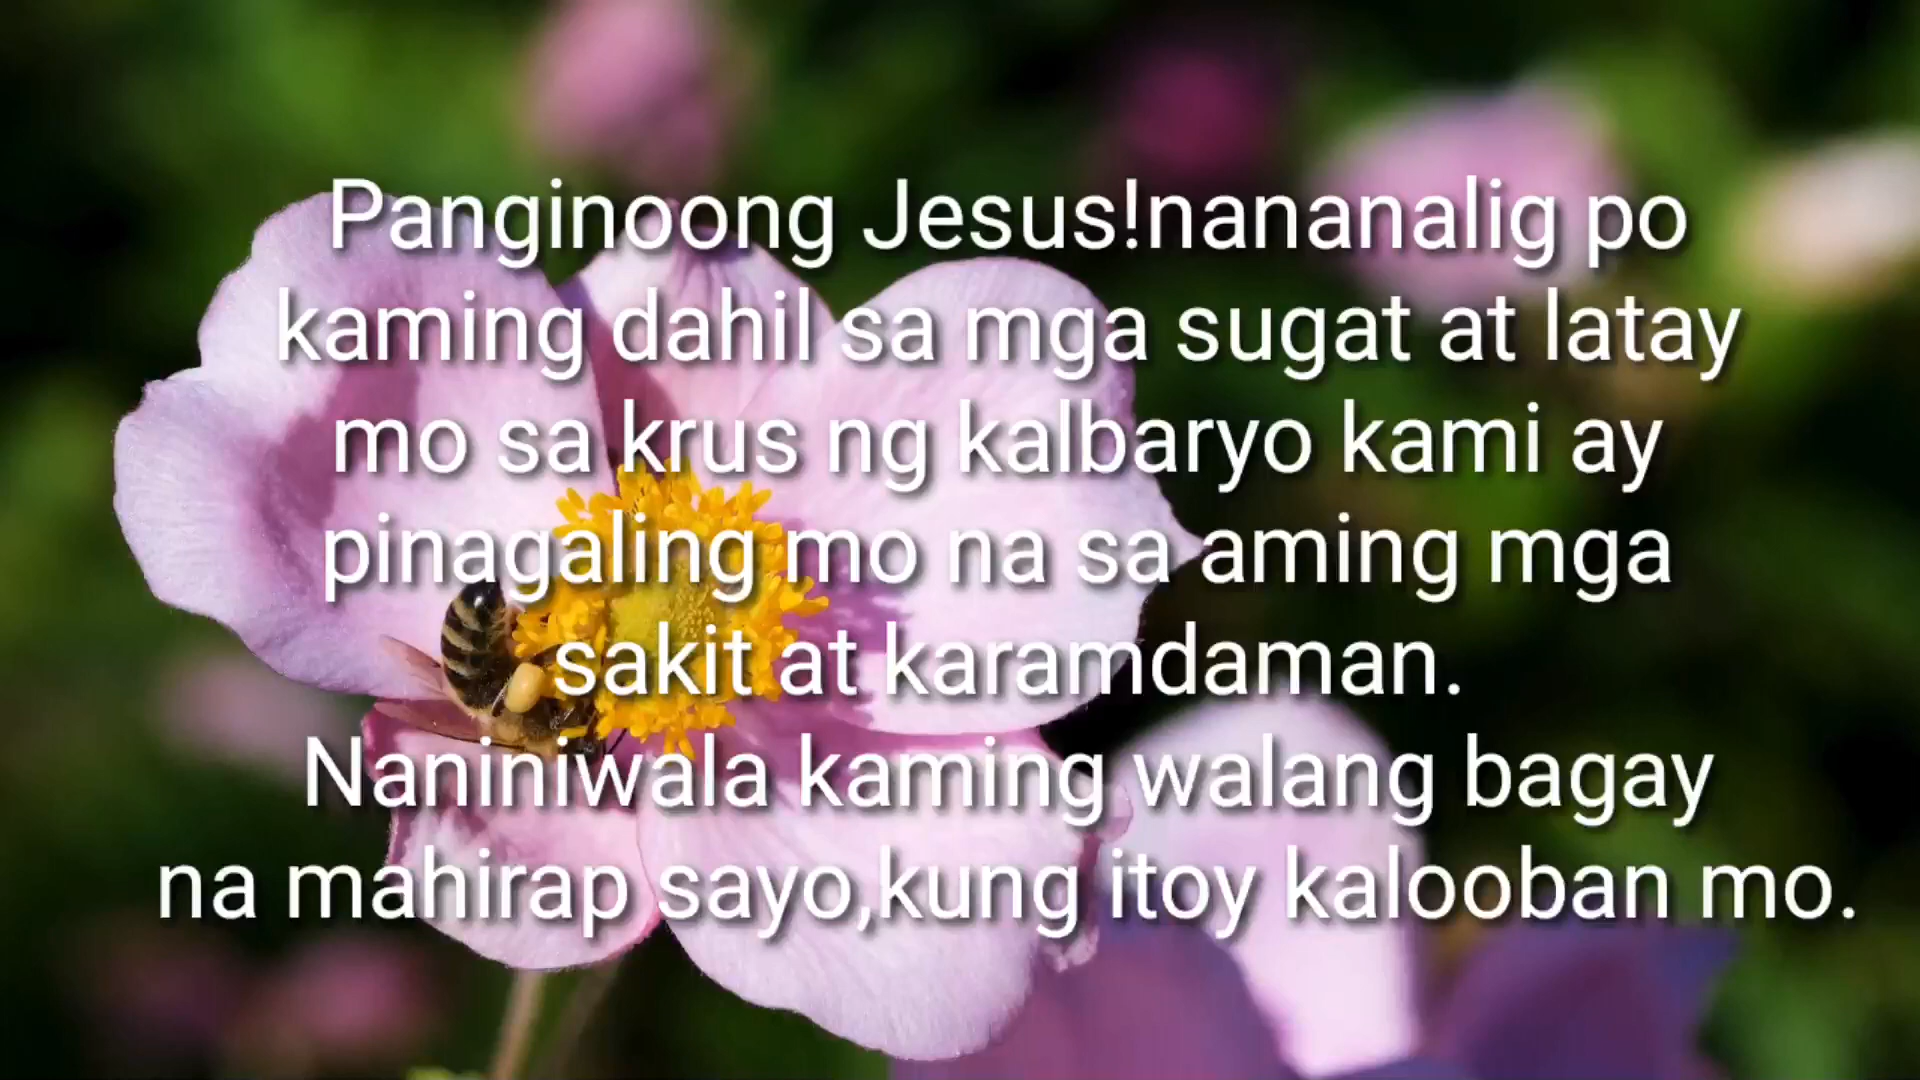 Panginoong Jesus!nananalig po
kaming dahil sa mga sugat at latay
mo sa krus ng kalbaryo kami ay
pinagaling mo na sa aming mga
sakit at karamdaman.
Naniniwala kaming walang bagay
na mahirap sayo,kung itoy kalooban mo.